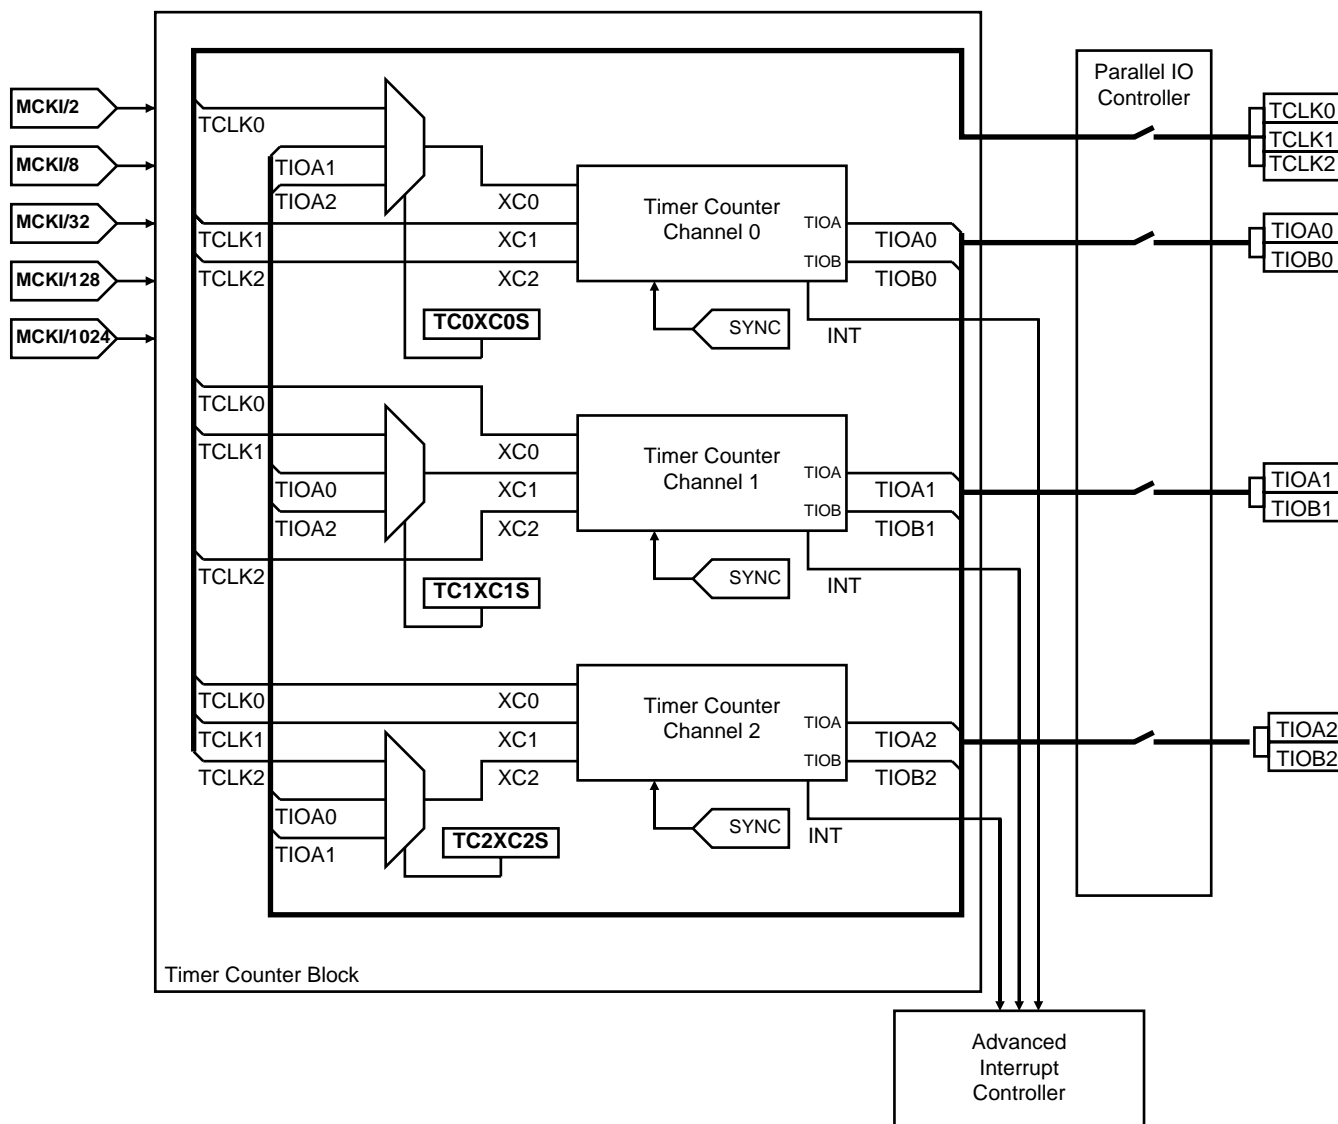 MCKI/2
MCKI/8
MCKI/32
MCKI/128
MCKI/1024
TCLK0
TIOA1
TIOA2
TCLK1
TCLK2
XC0
XC1
XC2
TC0XC0S
Timer Counter
Channel 0
TIOA
TIOB
TIOA0
TIOB0
SYNC
INT
TCLK0
TCLK1
TIOA0
TIOA2
TCLK2
XC0
XC1
XC2
TC1XC1S
Timer Counter
Channel 1
TIOA
TIOB
TIOA1
TIOB1
SYNC
INT
TCLK0
TCLK1
TCLK2
TIOA0
TIOA1
XC0
XC1
XC2
TC2XC2S
Timer Counter
Channel 2
TIOA
TIOB
TIOA2
TIOB2
SYNC
INT
Timer Counter Block
Parallel IO
Controller
TCLK0
TCLK1
TCLK2
TIOA0
TIOB0
TIOA1
TIOB1
TIOA2
TIOB2
Advanced
Interrupt
Controller